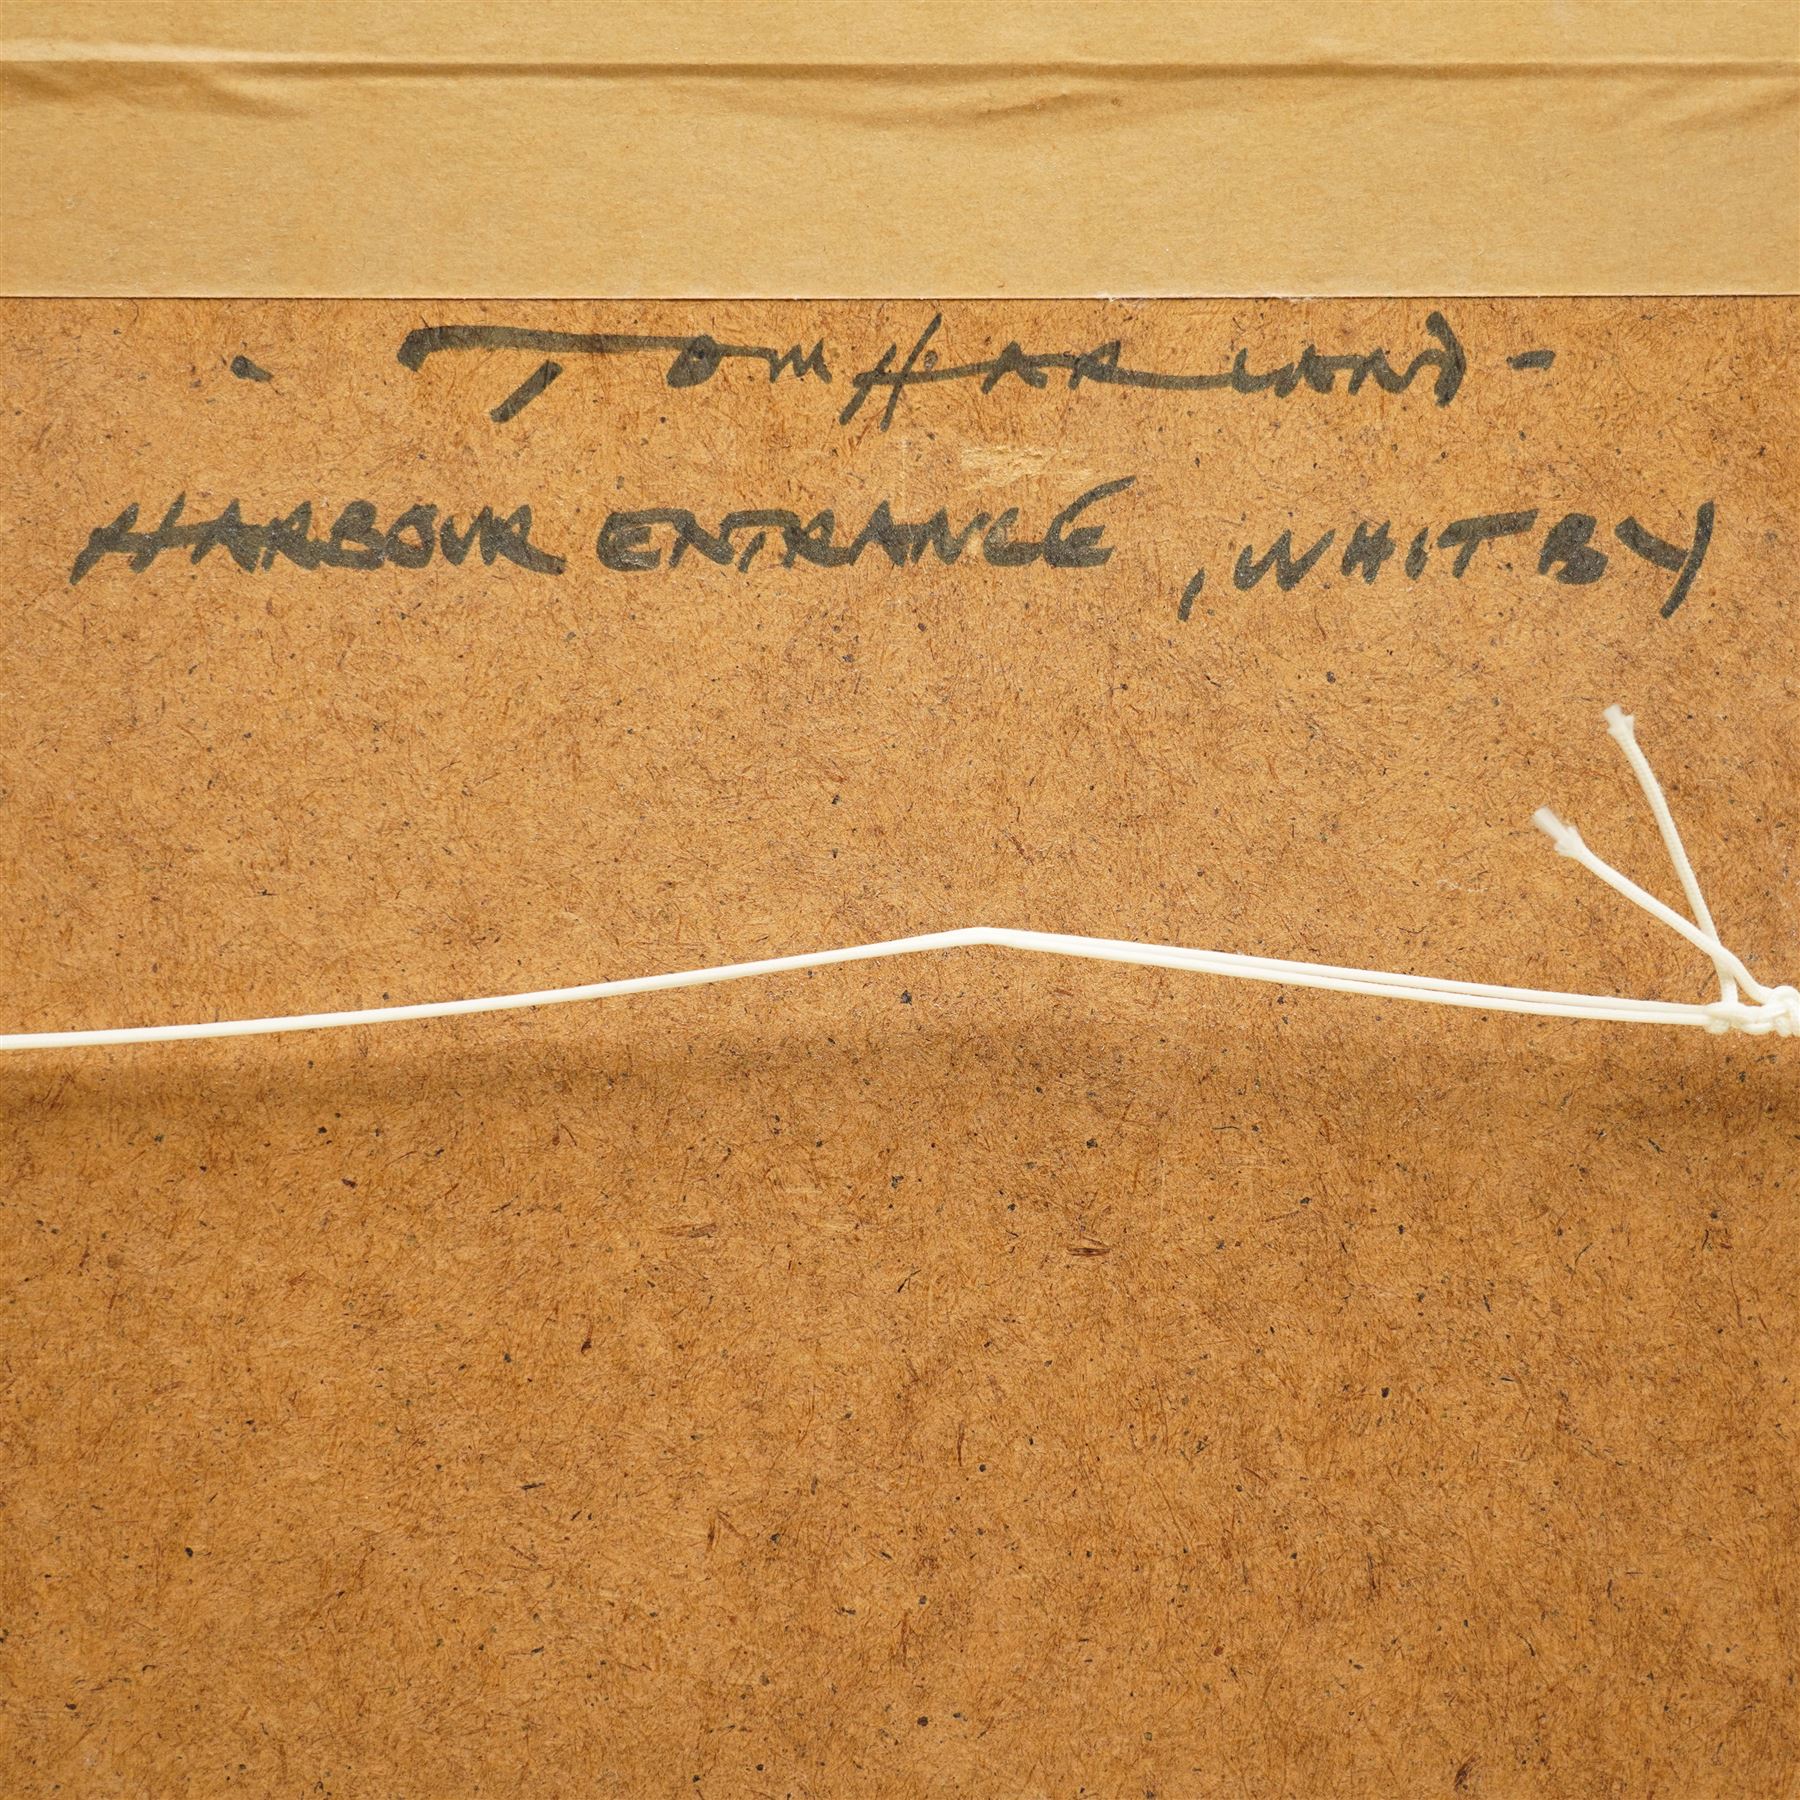 . TOM HARLAND -
HARBOUR ENTRANCE, WHITBY